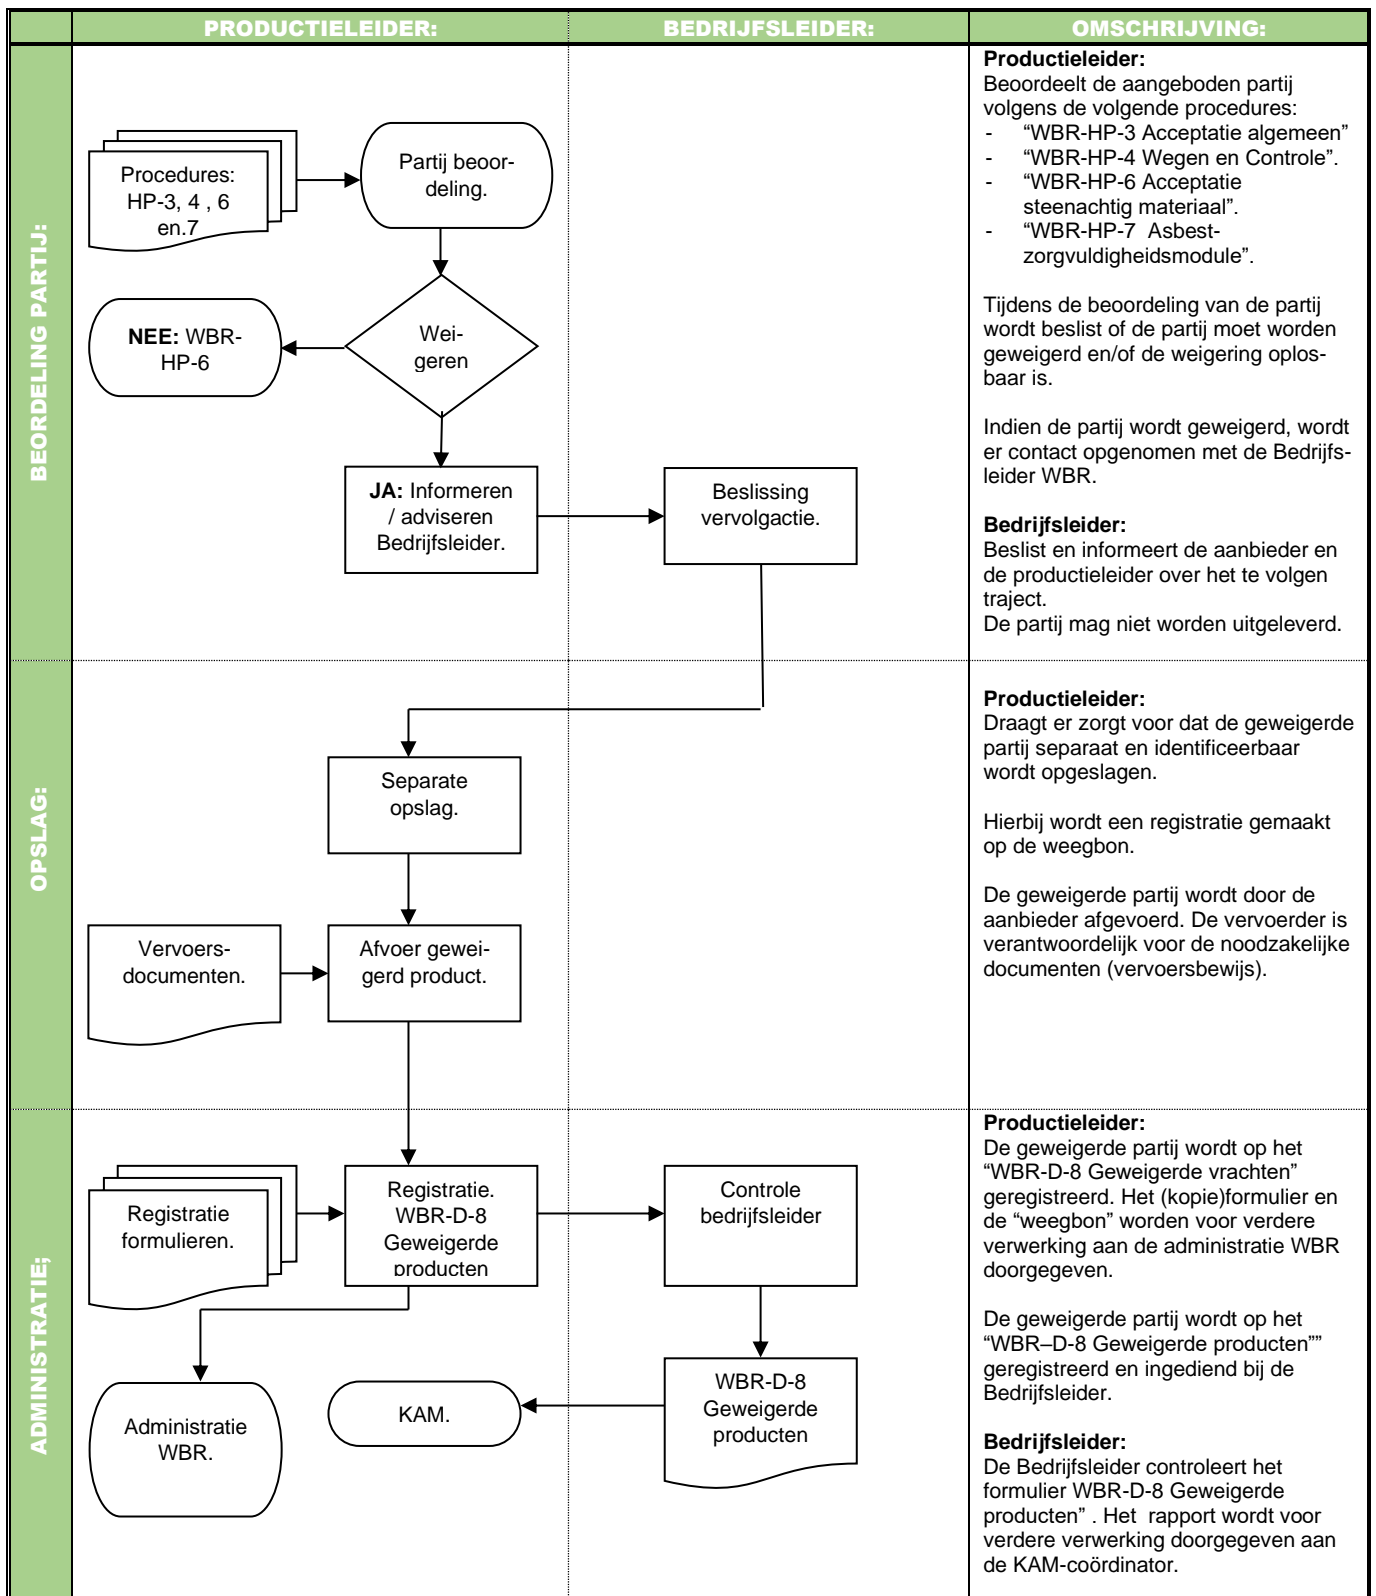 PRODUCTIELEIDER:
BEDRIJFSLEIDER:
OMSCHRIJVING:
BEORDELING PARTIJ:
Procedures:
HP-3, 4 , 6
en.7
Partij beoor-
deling.
NEE: WBR-
HP-6
Wei-
geren
JA: Informeren
/ adviseren
Bedrijfsleider.
Beslissing
vervolgactie.
Productieleider:
Beoordeelt de aangeboden partij
volgens de volgende procedures:
- “WBR-HP-3 Acceptatie algemeen”
- “WBR-HP-4 Wegen en Controle”.
- “WBR-HP-6 Acceptatie
steenachtig materiaal”.
- “WBR-HP-7 Asbest-
zorgvuldigheidsmodule”.
Tijdens de beoordeling van de partij
wordt beslist of de partij moet worden
geweigerd en/of de weigering oplos-
baar is.
Indien de partij wordt geweigerd, wordt
er contact opgenomen met de Bedrijfs-
leider WBR.
Bedrijfsleider:
Beslist en informeert de aanbieder en
de productieleider over het te volgen
traject.
De partij mag niet worden uitgeleverd.
OPSLAG:
Separate
opslag.
Vervoers-
documenten.
Afvoer gewei-
gerd product.
Productieleider:
Draagt er zorgt voor dat de geweigerde
partij separaat en identificeerbaar
wordt opgeslagen.
Hierbij wordt een registratie gemaakt
op de weegbon.
De geweigerde partij wordt door de
aanbieder afgevoerd. De vervoerder is
verantwoordelijk voor de noodzakelijke
documenten (vervoersbewijs).
ADMINISTRATIE;
Registratie
formulieren.
Registratie.
WBR-D-8
Geweigerde
producten
Controle
bedrijfsleider
Administratie
WBR.
KAM.
WBR-D-8
Geweigerde
producten
Productieleider:
De geweigerde partij wordt op het
“WBR-D-8 Geweigerde vrachten”
geregistreerd. Het (kopie)formulier en
de “weegbon” worden voor verdere
verwerking aan de administratie WBR
doorgegeven.
De geweigerde partij wordt op het
“WBR–D-8 Geweigerde producten””
geregistreerd en ingediend bij de
Bedrijfsleider.
Bedrijfsleider:
De Bedrijfsleider controleert het
formulier WBR-D-8 Geweigerde
producten” . Het rapport wordt voor
verdere verwerking doorgegeven aan
de KAM-coördinator.